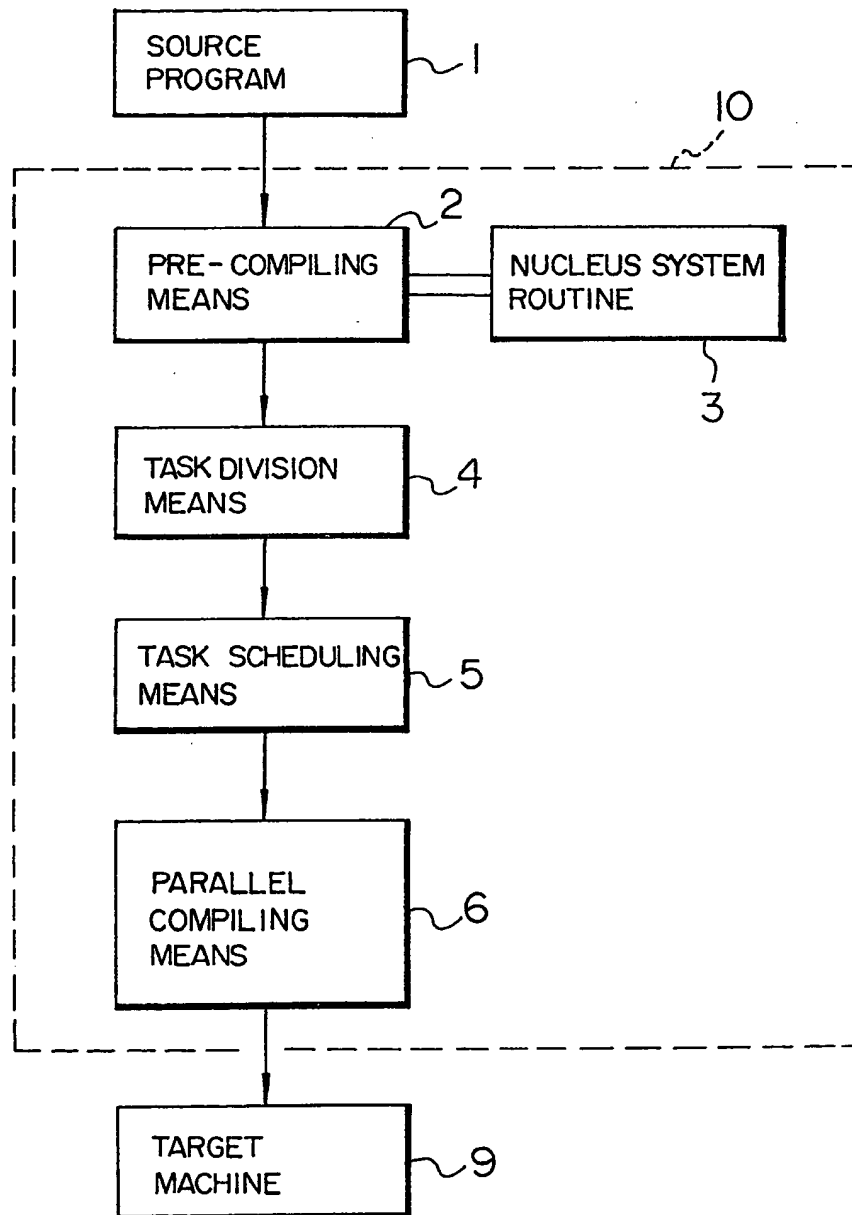 SOURCE
PROGRAM
1
10
2
PRE-COMPILING
MEANS
NUCLEUS SYSTEM
ROUTINE
3
TASK DIVISION
MEANS
4
TASK SCHEDULING
MEANS
5
PARALLEL
COMPILING
MEANS
6
TARGET
MACHINE
9